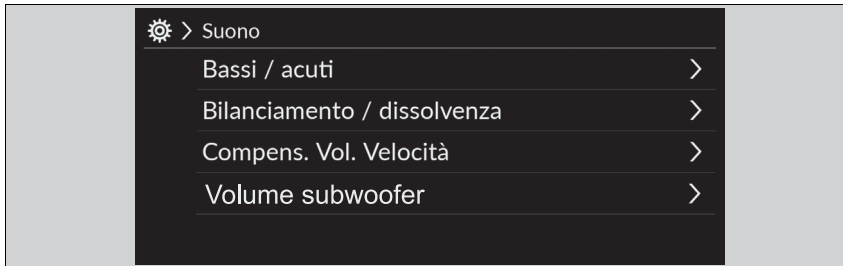 Suono
Bassi / acuti
Bilanciamento / dissolvenza
Compens. Vol. Velocità
Volume subwoofer